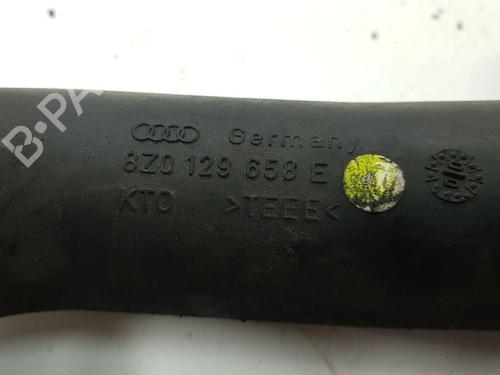 Germany
8Z0 129 658 E
KTO >TEEE<
B-PA